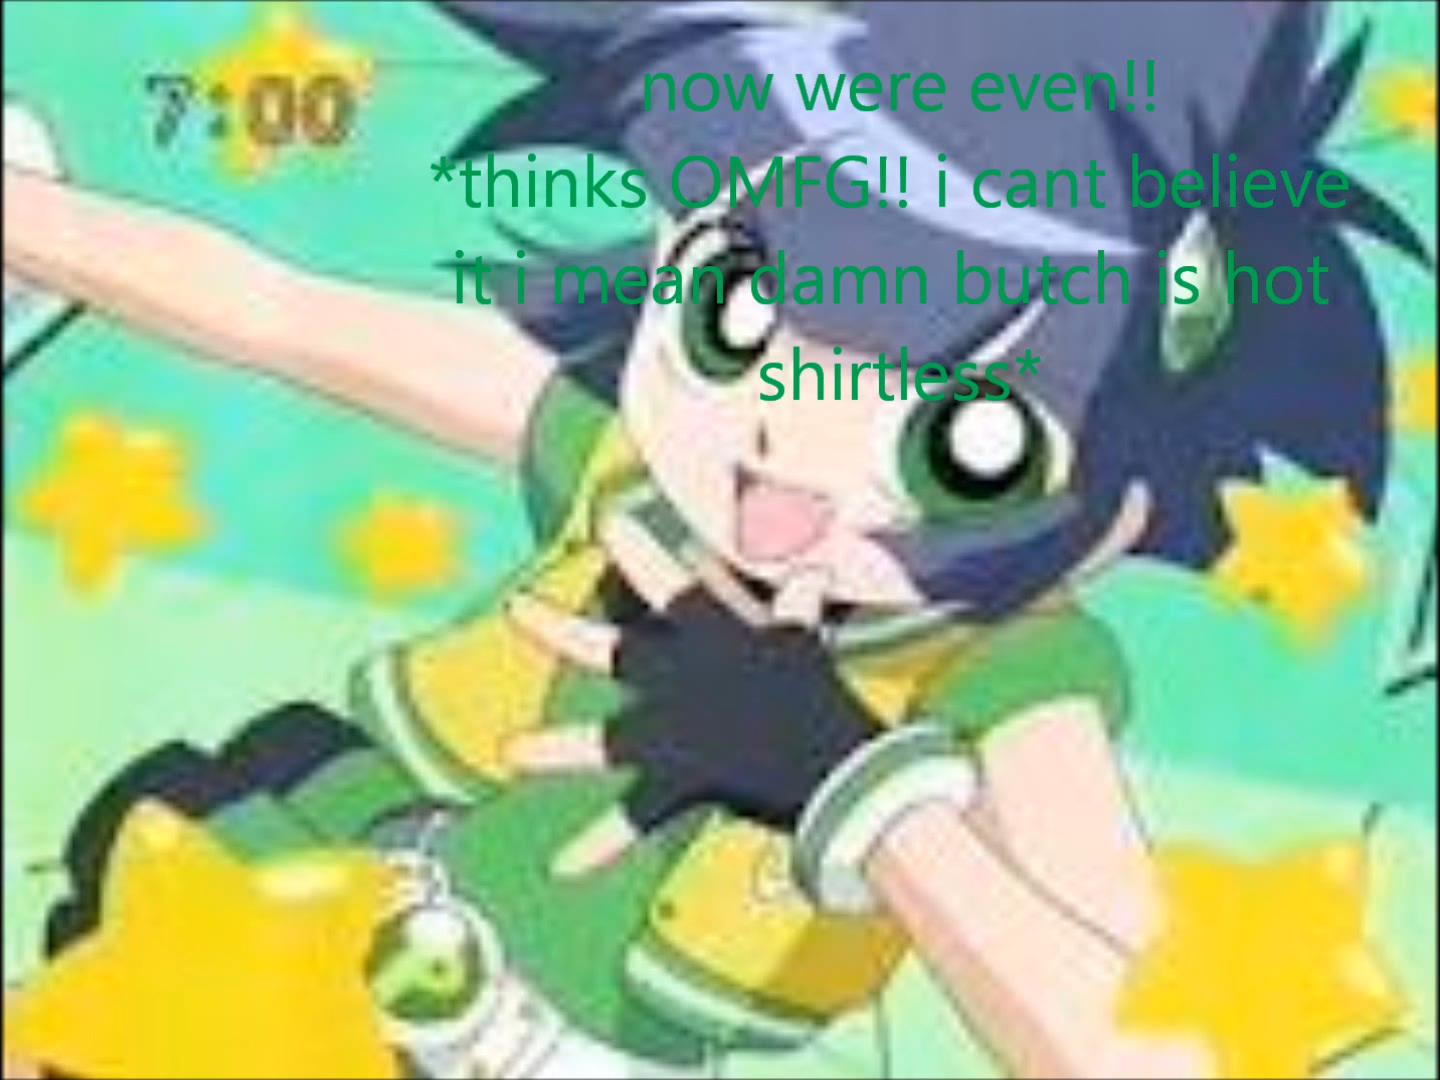 7:00
now were even!!
*thinks OMFG!! i cant believe
it i mean damn butch is hot
shirtless*